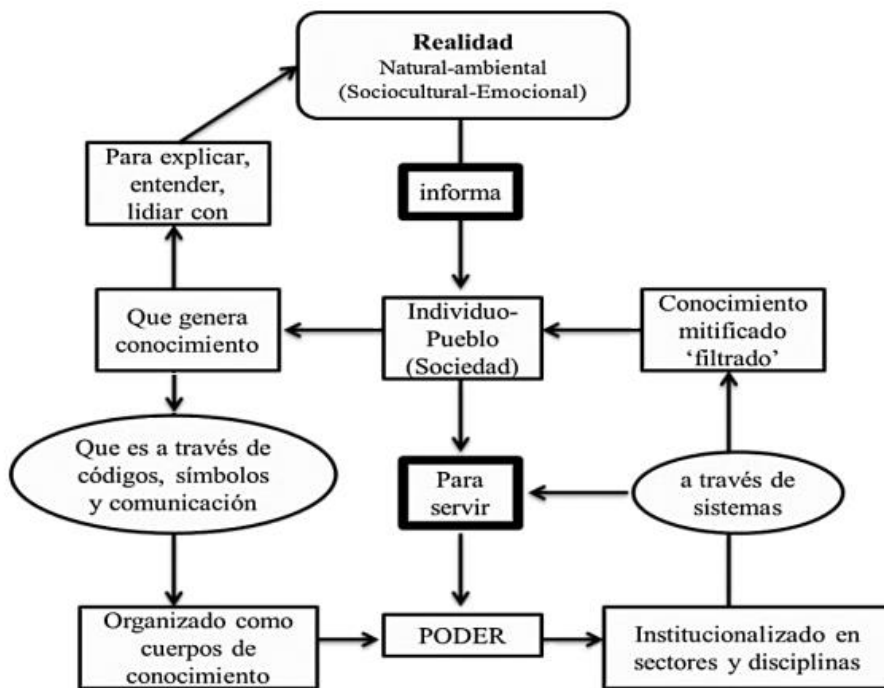 Realidad
Natural-ambiental
(Sociocultural-Emocional)
Para explicar,
entender,
lidiar con
informa
Que genera
conocimiento
Individuo-
Pueblo
(Sociedad)
Conocimiento
mitificado
‘filtrado’
Que es a través de
códigos, símbolos
y comunicación
Para
servir
a través de
sistemas
Organizado como
cuerpos de
conocimiento
PODER
Institucionalizado en
sectores y disciplinas